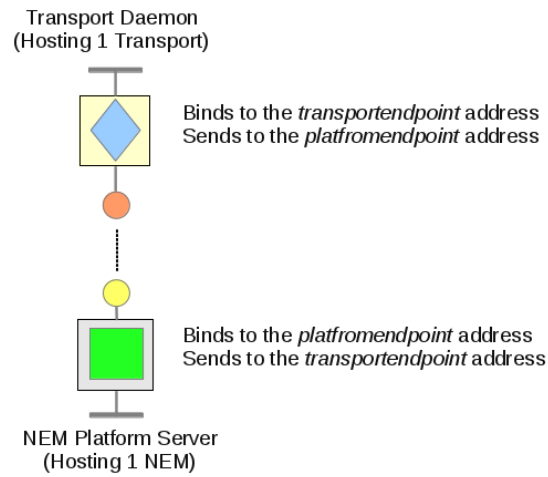 Transport Daemon
(Hosting 1 Transport)
Binds to the transportendpoint address
Sends to the platfromendpoint address
Binds to the platfromendpoint address
Sends to the transportendpoint address
NEM Platform Server
(Hosting 1 NEM)